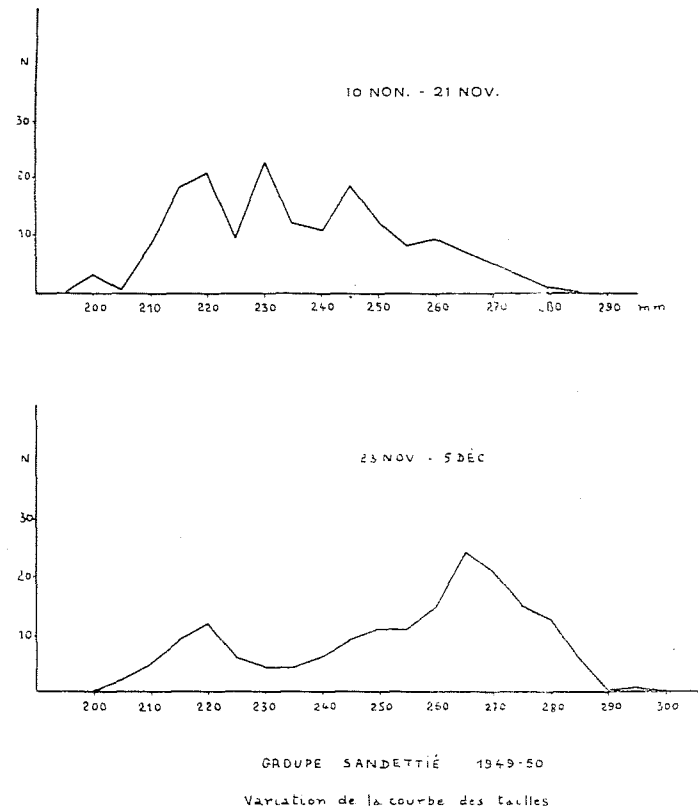 N
10 NON. - 21 NOV.
30
20
10
200 210 220 230 240 250 260 270 280 290 mm
N
23 NOV - 5 DÉC
30
20
10
200 210 220 230 240 250 260 270 280 290 300
GROUPE SANDETTIÉ 1949-50
Variation de la courbe des tailles